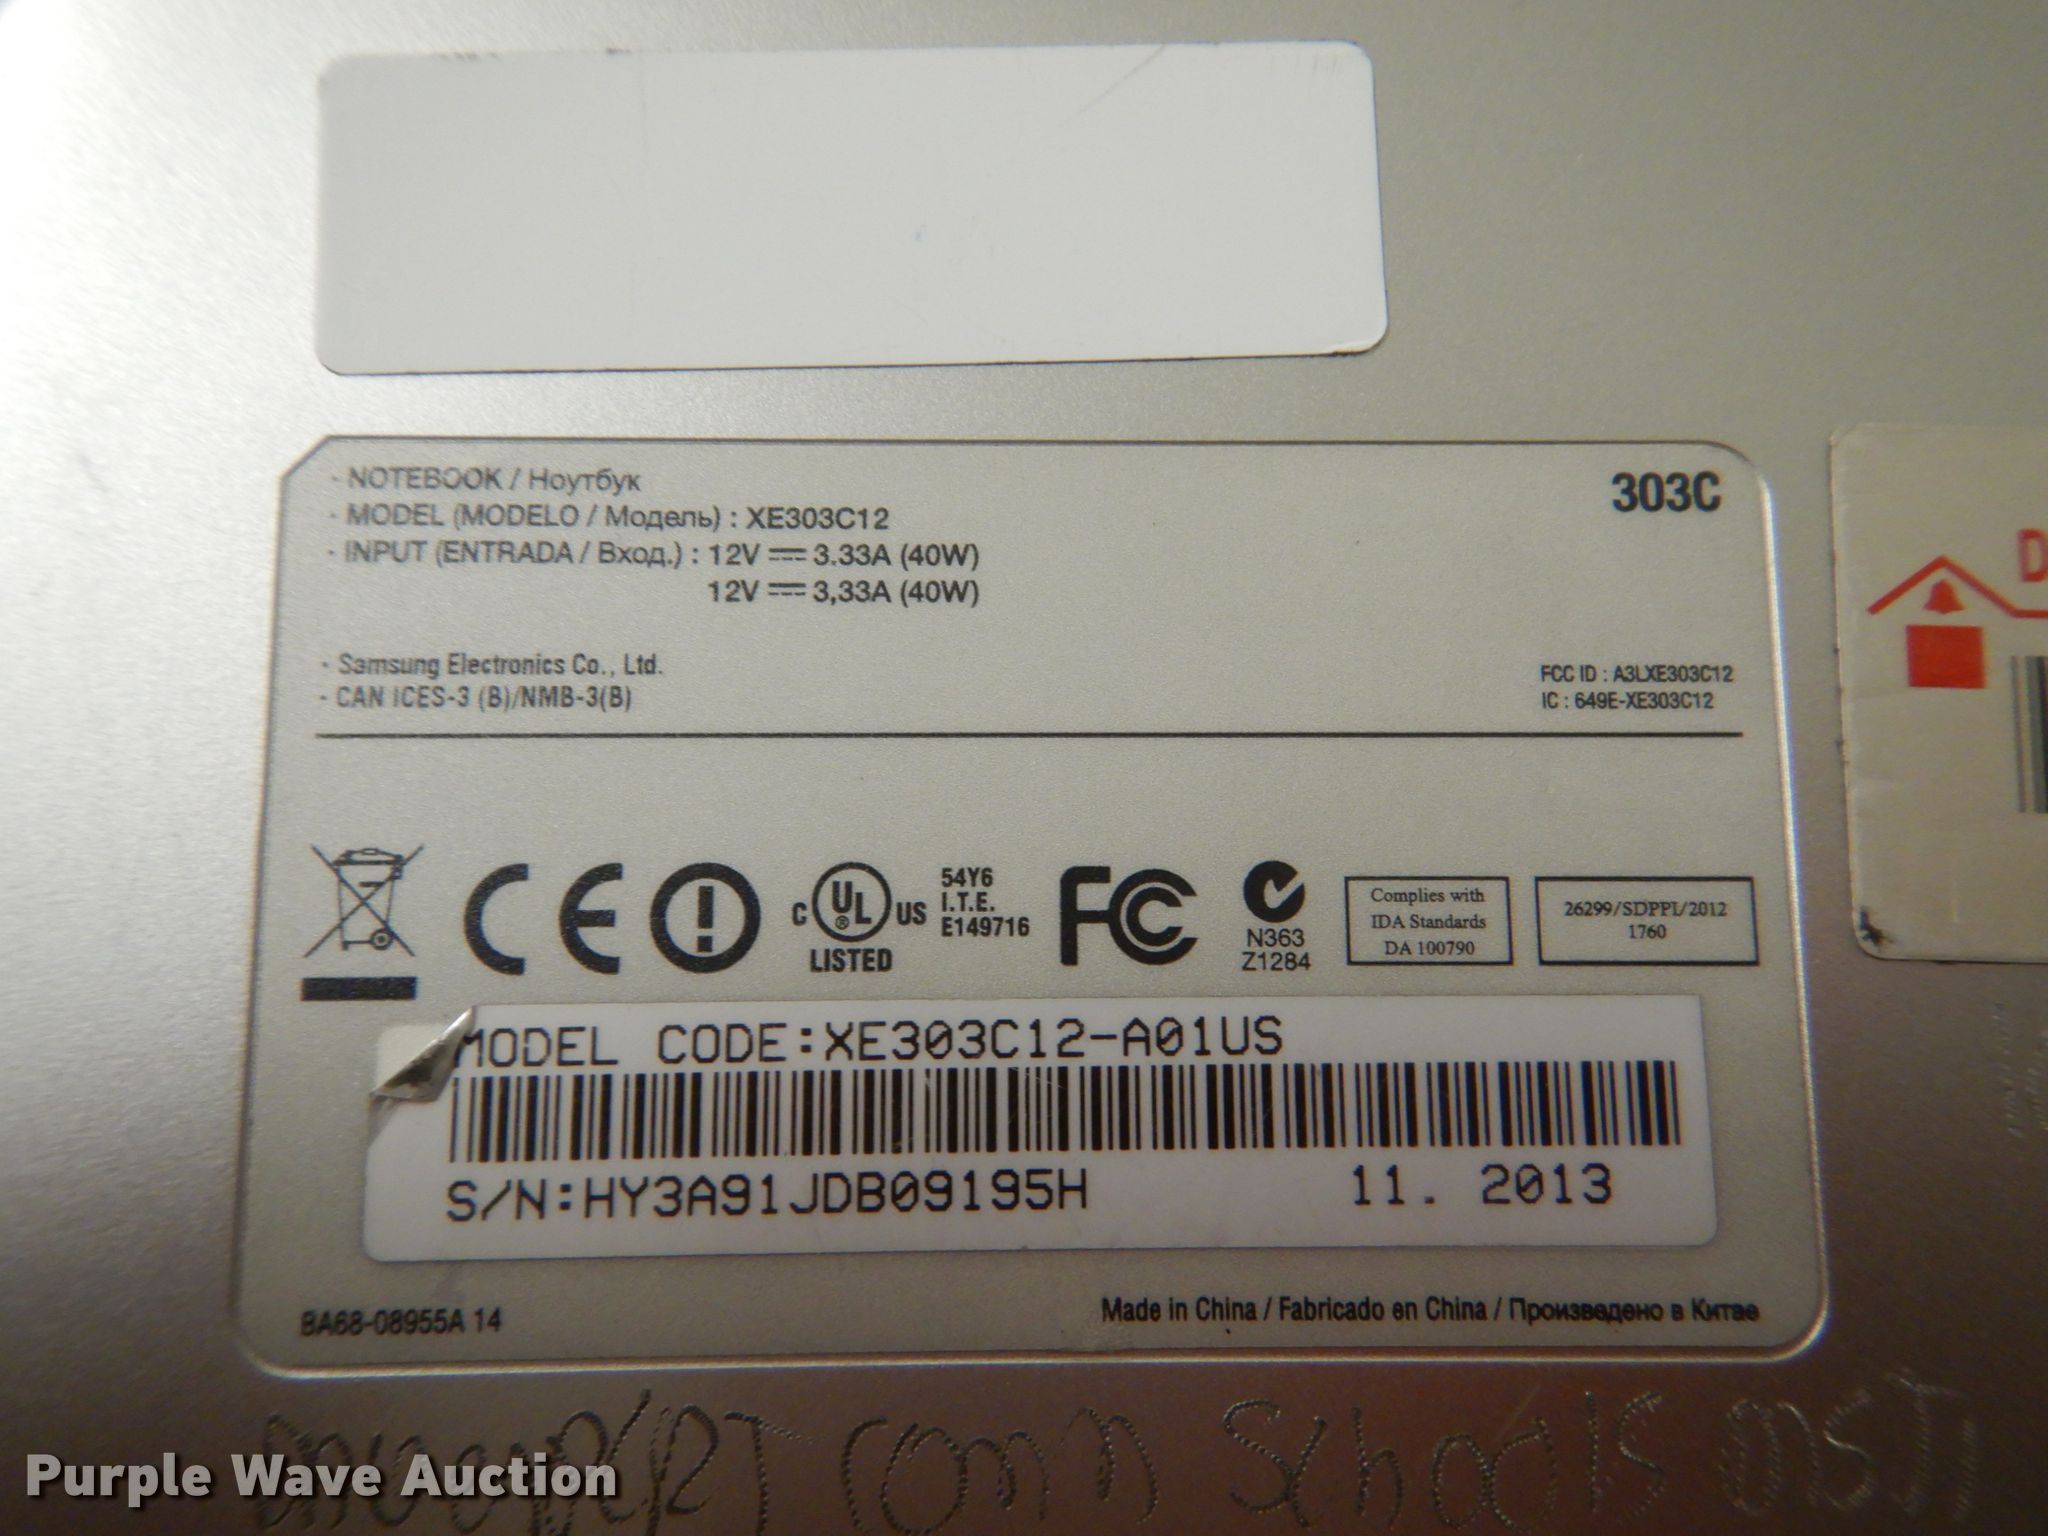 · NOTEBOOK / Ноутбук
303C
· MODEL (MODELO / Модель) : XE303C12
· INPUT (ENTRADA / Вход.) : 12V ⎓ 3.33A (40W)
12V ⎓ 3,33A (40W)
· Samsung Electronics Co., Ltd.
· CAN ICES-3 (B)/NMB-3(B)
FCC ID : A3LXE303C12
IC : 649E-XE303C12
D
CE
C UL ® US
LISTED
54Y6
I.T.E.
E149716
FC
N363
Z1284
Complies with
IDA Standards
DA 100790
26299/SDPPI/2012
1760
MODEL CODE:XE303C12-A01US
S/N:HY3A91JDB09195H 11. 2013
BA68-08955A 14
Made in China / Fabricado en China / Произведено в Китае
Comm Schools
Purple Wave Auction